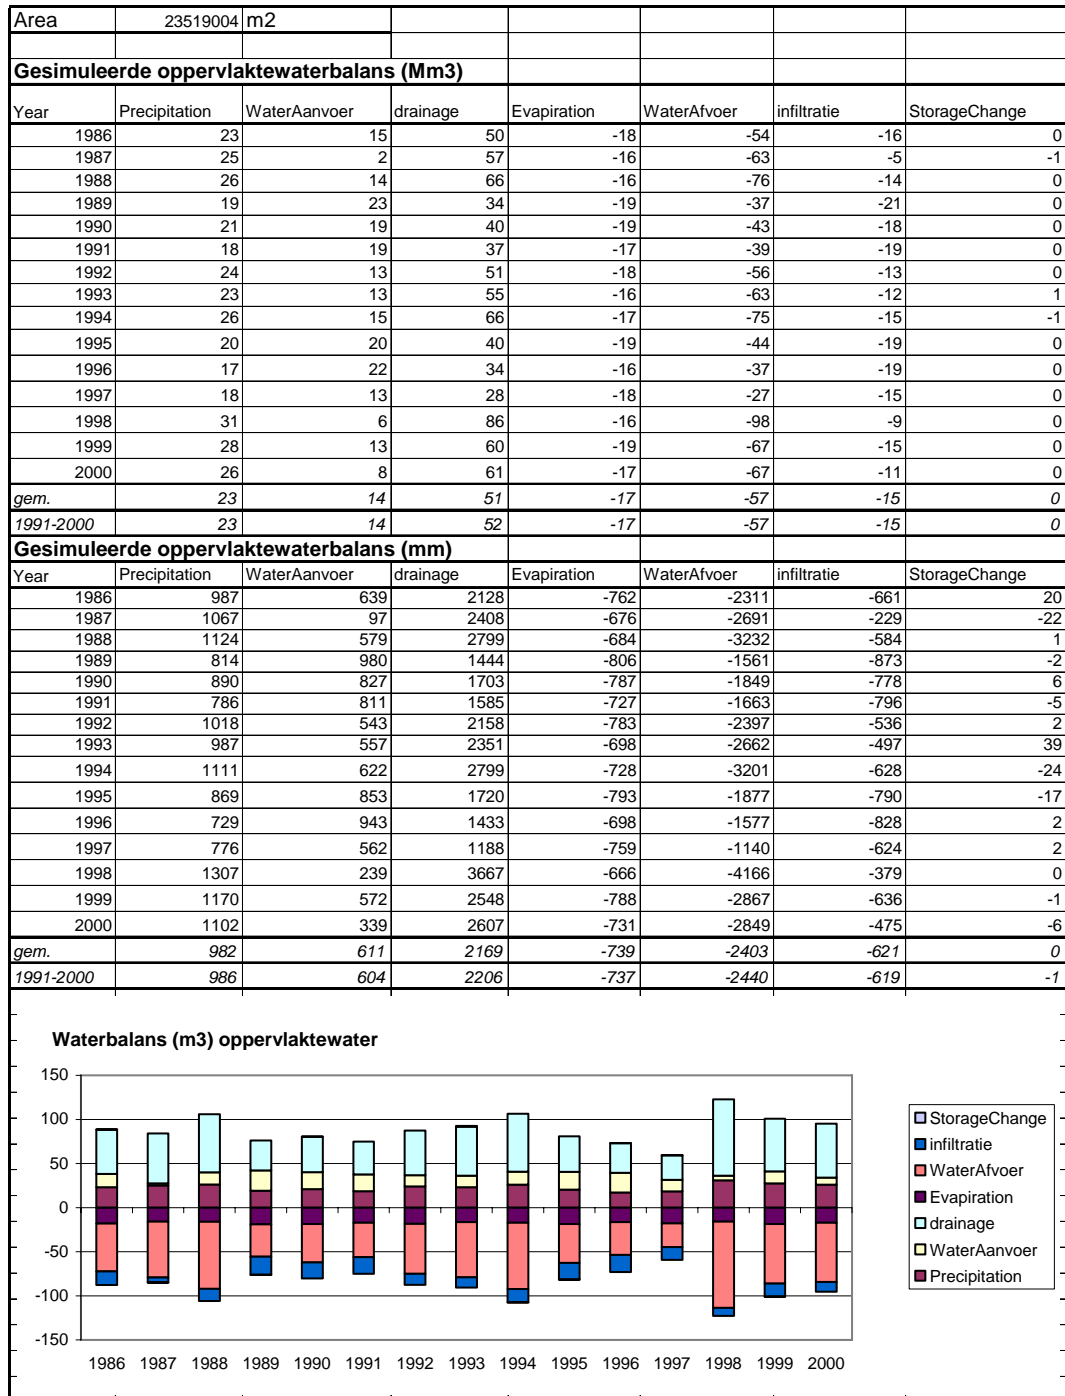 Area 23519004 m2
Gesimuleerde oppervlaktewaterbalans (Mm3)
Year Precipitation WaterAanvoer drainage Evapiration WaterAfvoer infiltratie StorageChange
1986 23 15 50 -18 -54 -16 0
1987 25 2 57 -16 -63 -5 -1
1988 26 14 66 -16 -76 -14 0
1989 19 23 34 -19 -37 -21 0
1990 21 19 40 -19 -43 -18 0
1991 18 19 37 -17 -39 -19 0
1992 24 13 51 -18 -56 -13 0
1993 23 13 55 -16 -63 -12 1
1994 26 15 66 -17 -75 -15 -1
1995 20 20 40 -19 -44 -19 0
1996 17 22 34 -16 -37 -19 0
1997 18 13 28 -18 -27 -15 0
1998 31 6 86 -16 -98 -9 0
1999 28 13 60 -19 -67 -15 0
2000 26 8 61 -17 -67 -11 0
gem. 23 14 51 -17 -57 -15 0
1991-2000 23 14 52 -17 -57 -15 0
Gesimuleerde oppervlaktewaterbalans (mm)
Year Precipitation WaterAanvoer drainage Evapiration WaterAfvoer infiltratie StorageChange
1986 987 639 2128 -762 -2311 -661 20
1987 1067 97 2408 -676 -2691 -229 -22
1988 1124 579 2799 -684 -3232 -584 1
1989 814 980 1444 -806 -1561 -873 -2
1990 890 827 1703 -787 -1849 -778 6
1991 786 811 1585 -727 -1663 -796 -5
1992 1018 543 2158 -783 -2397 -536 2
1993 987 557 2351 -698 -2662 -497 39
1994 1111 622 2799 -728 -3201 -628 -24
1995 869 853 1720 -793 -1877 -790 -17
1996 729 943 1433 -698 -1577 -828 2
1997 776 562 1188 -759 -1140 -624 2
1998 1307 239 3667 -666 -4166 -379 0
1999 1170 572 2548 -788 -2867 -636 -1
2000 1102 339 2607 -731 -2849 -475 -6
gem. 982 611 2169 -739 -2403 -621 0
1991-2000 986 604 2206 -737 -2440 -619 -1
Waterbalans (m3) oppervlaktewater
150
100
50
0
-50
-100
-150
1986 1987 1988 1989 1990 1991 1992 1993 1994 1995 1996 1997 1998 1999 2000
StorageChange
infiltratie
WaterAfvoer
Evapiration
drainage
WaterAanvoer
Precipitation